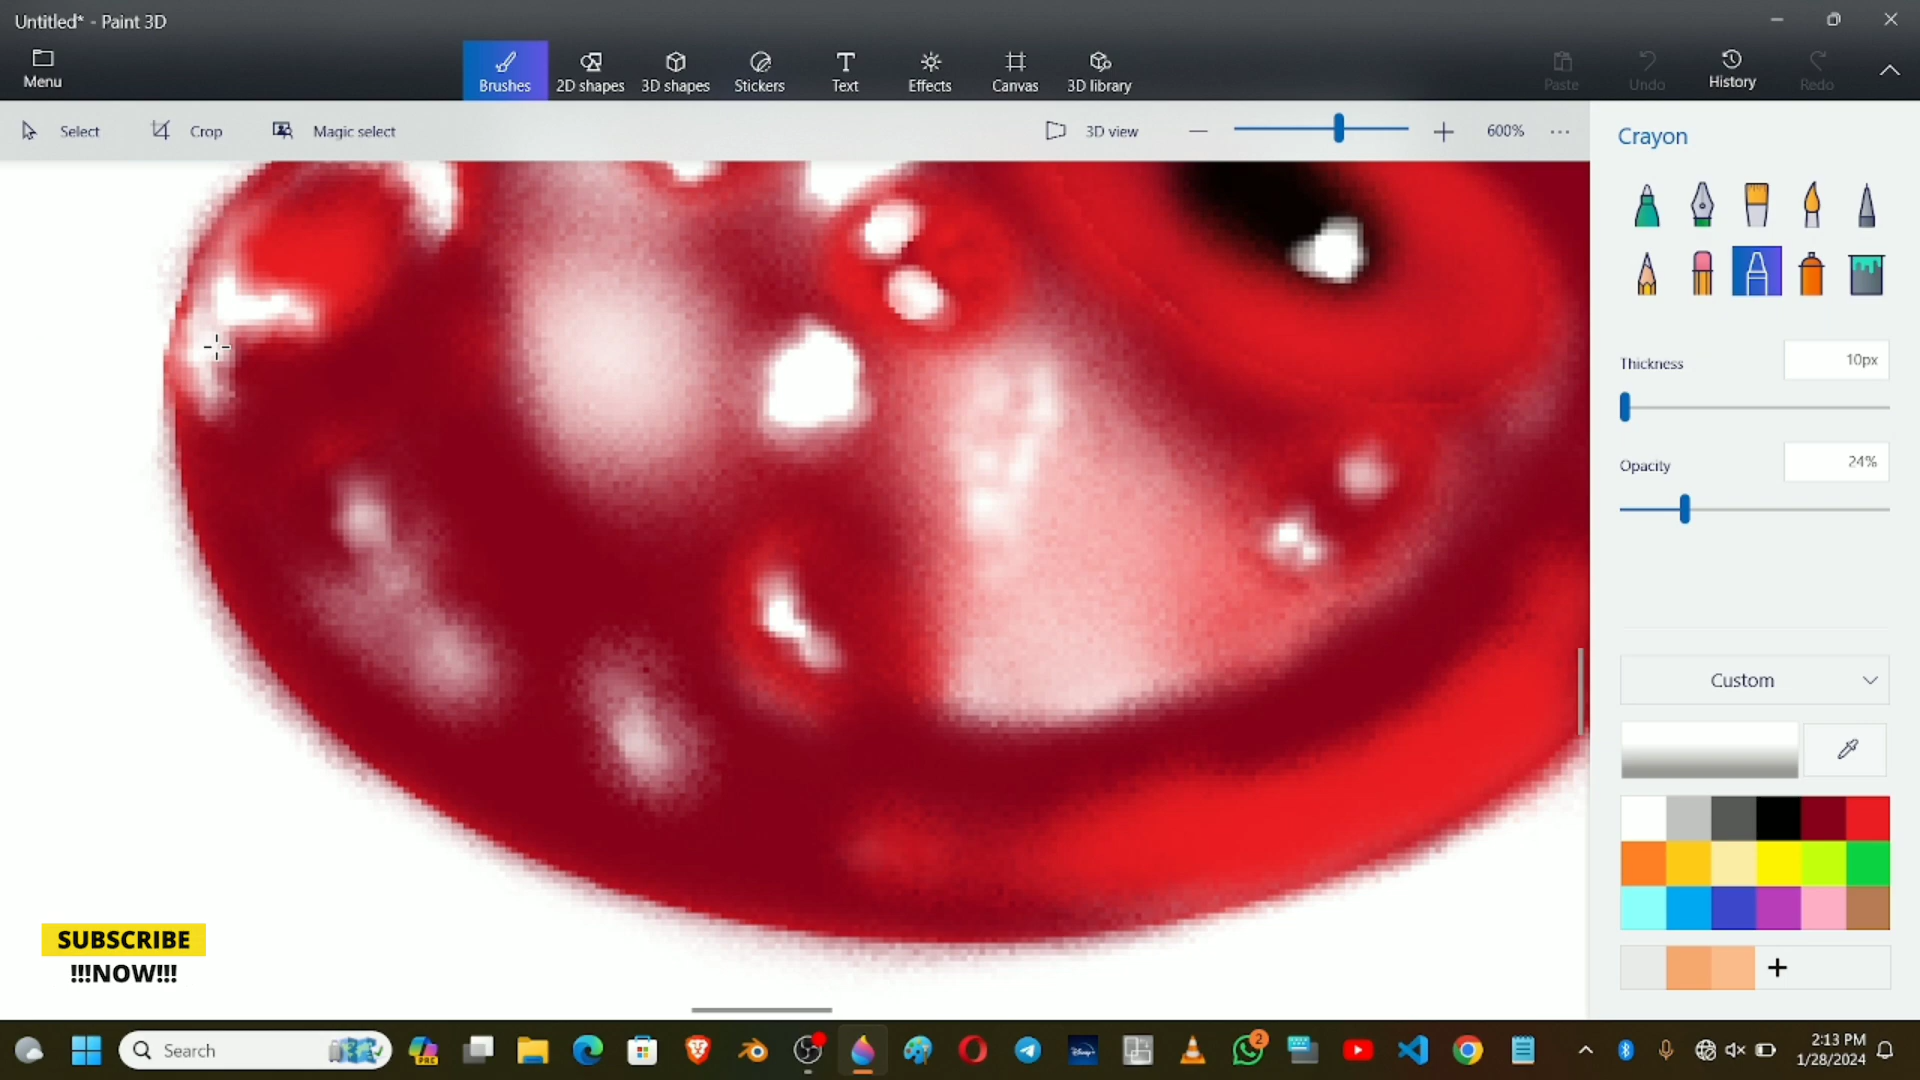 Untitled* - Paint 3D
Menu
Brushes
2D shapes
3D shapes
Stickers
Text
Effects
Canvas
3D library
Paste
Undo
History
Redo
Select
Crop
Magic select
3D view
600%
Crayon
Thickness
10px
Opacity
24%
Custom
SUBSCRIBE
!!!NOW!!!
Search
PRE
2
2:13 PM
1/28/2024